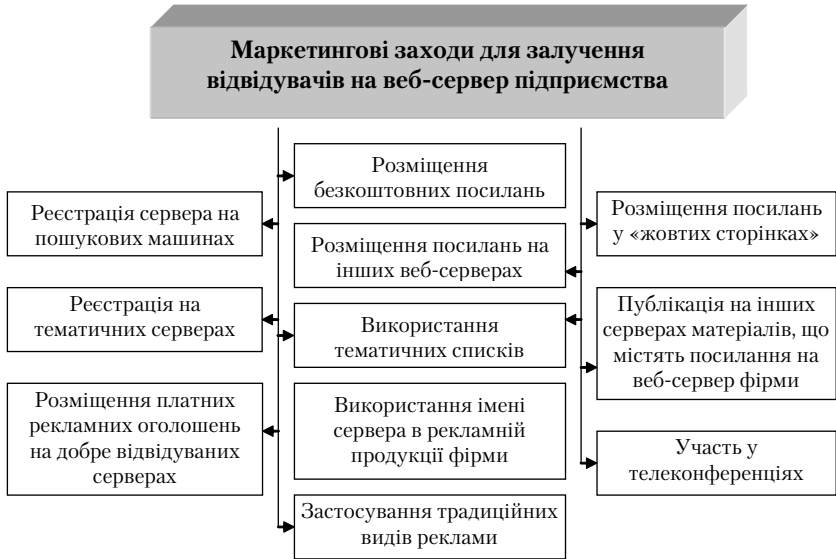 Маркетингові заходи для залучення
відвідувачів на веб-сервер підприємства
Розміщення
безкоштовних посилань
Реєстрація сервера на
пошукових машинах
Розміщення посилань
у «жовтих сторінках»
Розміщення посилань на
інших веб-серверах
Реєстрація на
тематичних серверах
Використання
тематичних списків
Публікація на інших
серверах матеріалів, що
містять посилання на
веб-сервер фірми
Розміщення платних
рекламних оголошень
на добре відвідуваних
серверах
Використання імені
сервера в рекламній
продукції фірми
Участь у
телеконференціях
Застосування традиційних
видів реклами